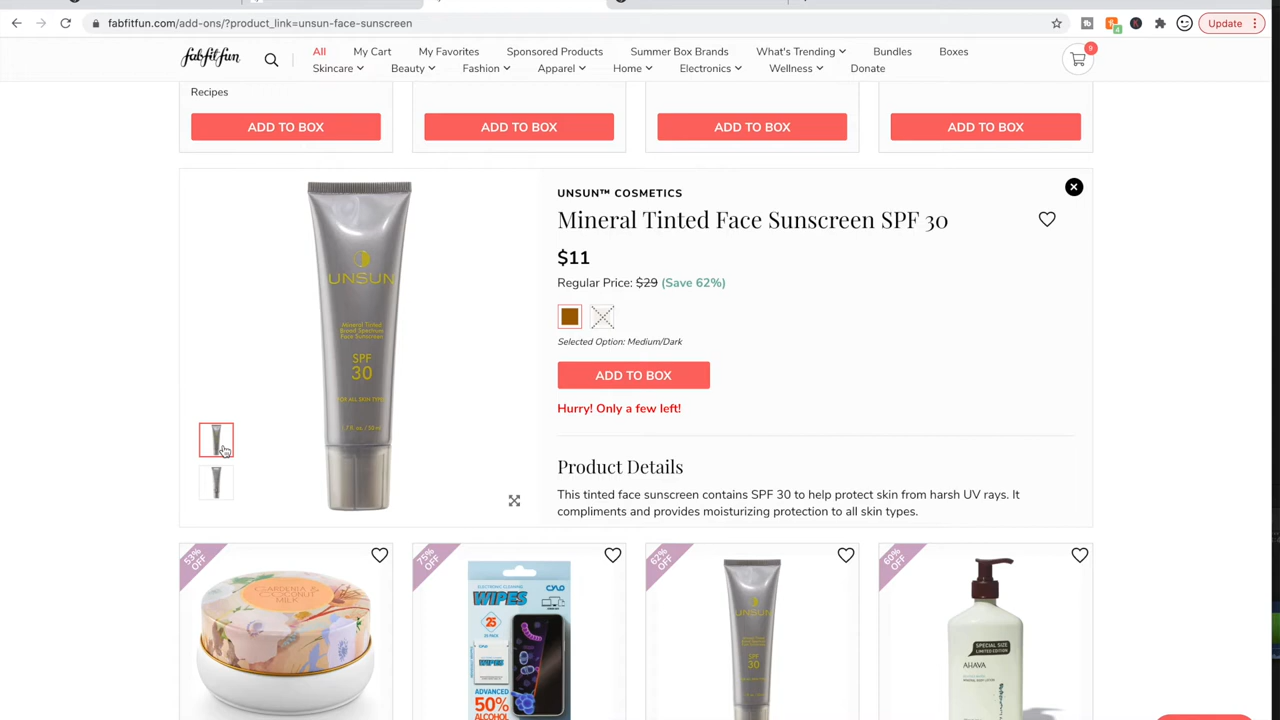 fabfitfun.com/add-ons/?product_link=unsun-face-sunscreen
Update
fabfitfun
All My Cart My Favorites Sponsored Products Summer Box Brands What's Trending Bundles Boxes
Skincare Beauty Fashion Apparel Home Electronics Wellness Donate
9
Recipes
ADD TO BOX ADD TO BOX ADD TO BOX ADD TO BOX
UNSUN™ COSMETICS
Mineral Tinted Face Sunscreen SPF 30
$11
Regular Price: $29 (Save 62%)
Selected Option: Medium/Dark
ADD TO BOX
Hurry! Only a few left!
Product Details
This tinted face sunscreen contains SPF 30 to help protect skin from harsh UV rays. It
compliments and provides moisturizing protection to all skin types.
UNSUN
Mineral Tinted
Broad Spectrum
Face Sunscreen
SPF
30
FOR ALL SKIN TYPES
53% OFF
GARDENIA &
COCONUT
MILK
75% OFF
ELECTRONIC CLEANING
WIPES
25
WIPES
ADVANCED
50%
ALCOHOL
62% OFF
UNSUN
SPF
30
60% OFF
SPECIAL SIZE
LIMITED EDITION
AHAVA